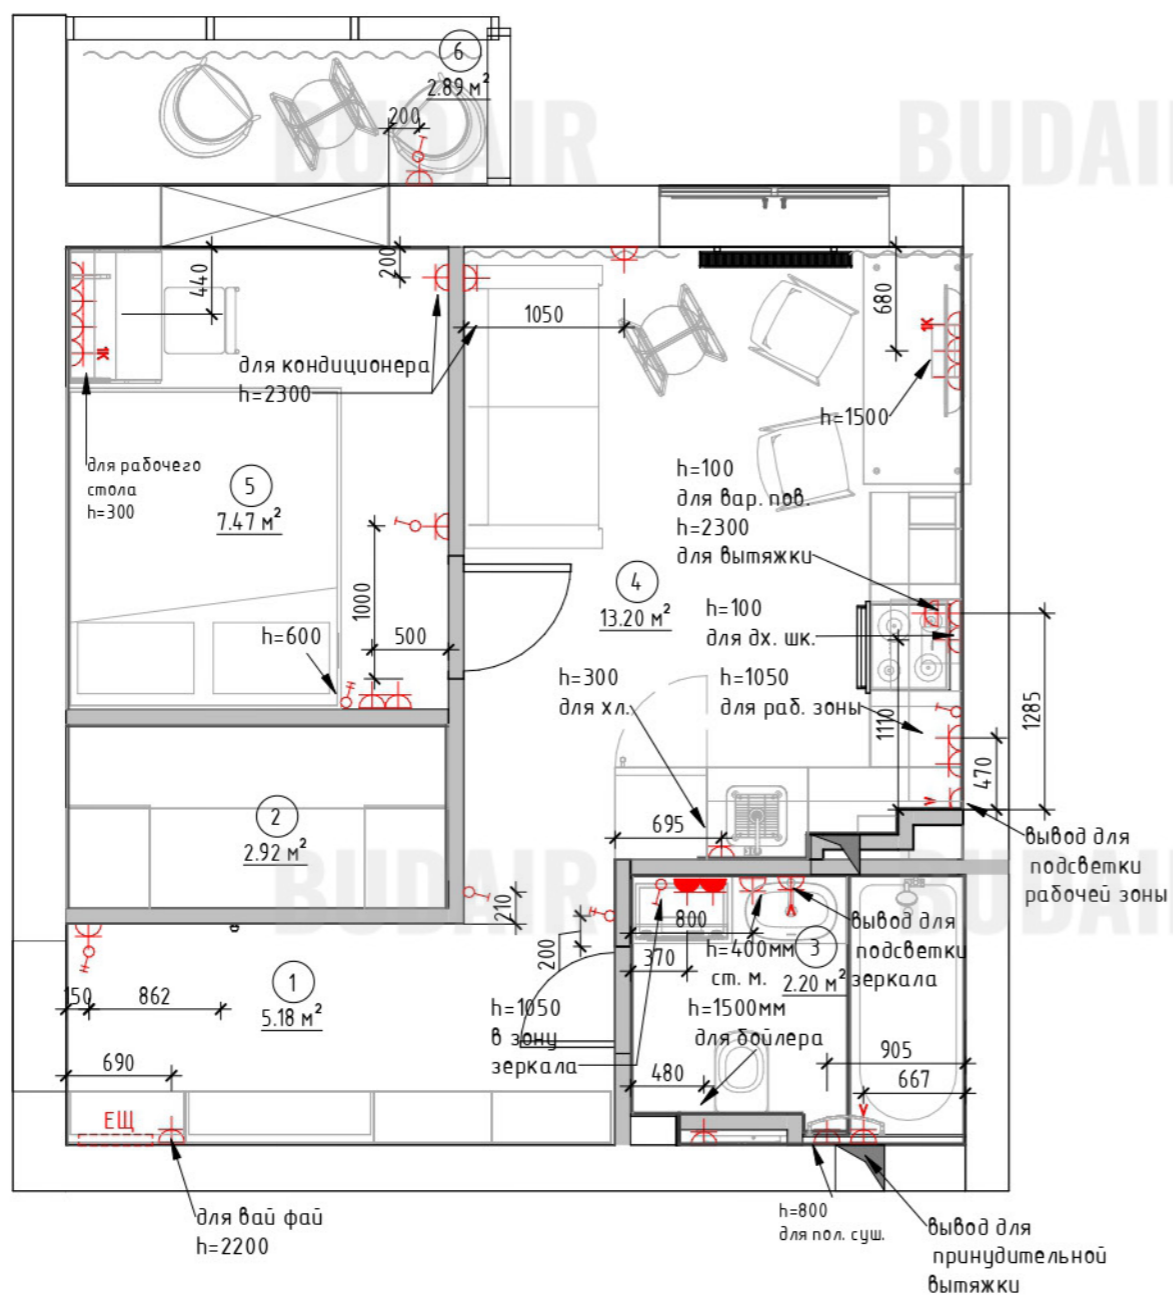 6
2.89 м²
200
BUDAIR
BUDAI
440
200
1050
680
1К
1К
для кондиционера
h=2300
h=1500
для рабочего
стола
h=300
5
7.47 м²
h=100
для вар. пов.
h=2300
для вытяжки
4
13.20 м²
h=100
для дх. шк.
1000
500
h=600
h=300
для хл.
h=1050
для раб. зоны
1110
1285
470
2
2.92 м²
695
вывод для
подсветки
рабочей зоны
BUDAIR
BUDAI
210
200
800
370
h=400мм
ст. м.
3
2.20 м²
вывод для
подсветки
зеркала
1
5.18 м²
150
862
h=1050
в зону
зеркала
h=1500мм
для бойлера
690
480
905
667
ЕЩ
для вай фай
h=2200
h=800
для пол. суш.
вывод для
принудительной
вытяжки